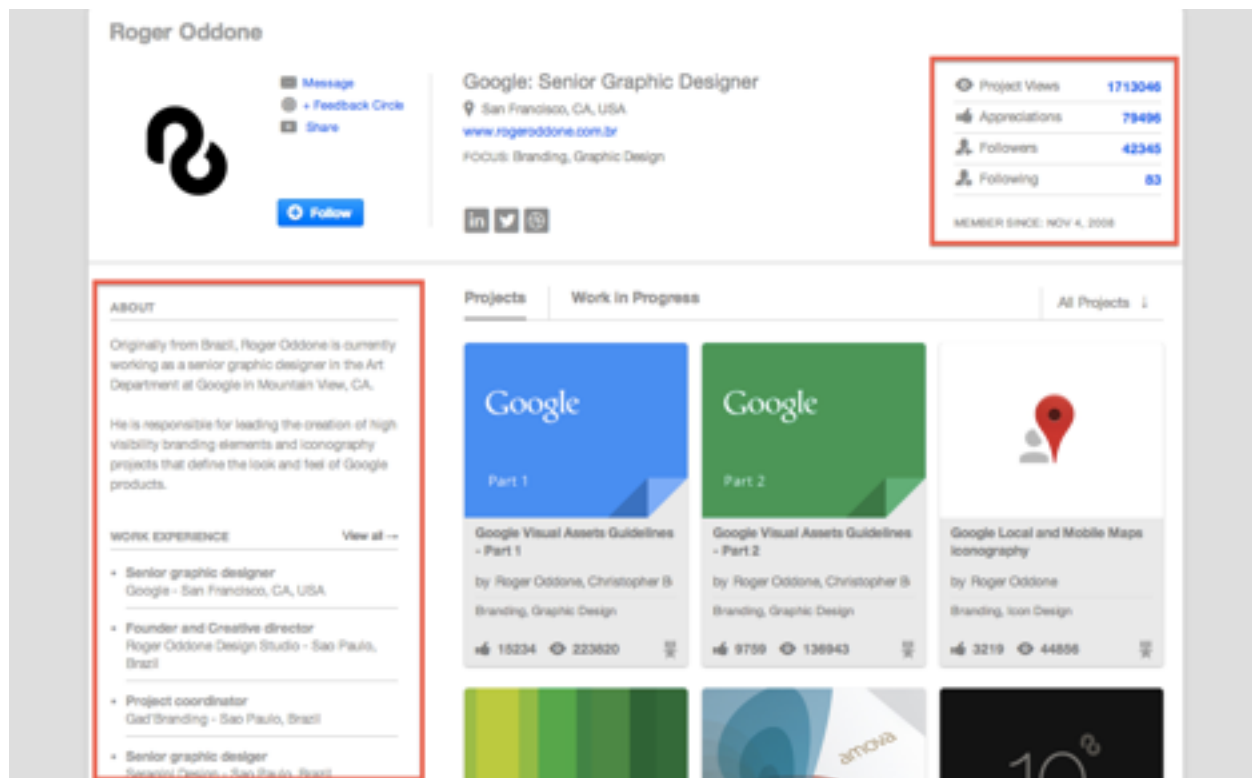 Roger Oddone
Message
+ Feedback Circle
Share
Follow
Google: Senior Graphic Designer
San Francisco, CA, USA
www.rogeroddone.com.br
FOCUS: Branding, Graphic Design
in
Project Views 1713046
Appreciations 79496
Followers 42345
Following 83
MEMBER SINCE: NOV 4, 2008
ABOUT
Originally from Brazil, Roger Oddone is currently
working as a senior graphic designer in the Art
Department at Google in Mountain View, CA.
He is responsible for leading the creation of high
visibility branding elements and iconography
projects that define the look and feel of Google
products.
WORK EXPERIENCE View all →
Senior graphic designer
Google - San Francisco, CA, USA
Founder and Creative director
Roger Oddone Design Studio - Sao Paulo,
Brazil
Project coordinator
Gad'Branding - Sao Paulo, Brazil
Senior graphic desiger
Seragini Design - Sao Paulo, Brazil
Projects Work in Progress All Projects ↓
Google
Part 1
Google Visual Assets Guidelines
- Part 1
by Roger Oddone, Christopher B
Branding, Graphic Design
15234 223820
Google
Part 2
Google Visual Assets Guidelines
- Part 2
by Roger Oddone, Christopher B
Branding, Graphic Design
9759 136943
Google Local and Mobile Maps
Iconography
by Roger Oddone
Branding, Icon Design
3219 44856
amova
10